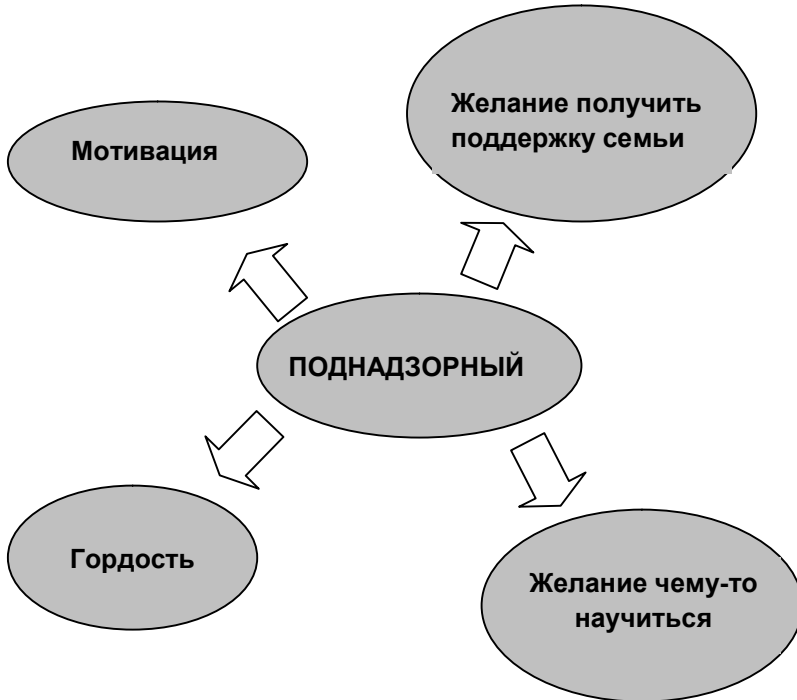 Мотивация
Желание получить
поддержку семьи
ПОДНАДЗОРНЫЙ
Гордость
Желание чему-то
научиться